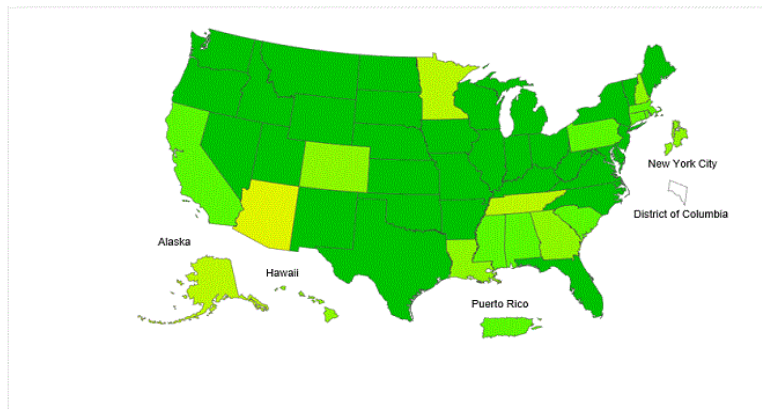 New York City
District of Columbia
Alaska
Hawaii
Puerto Rico